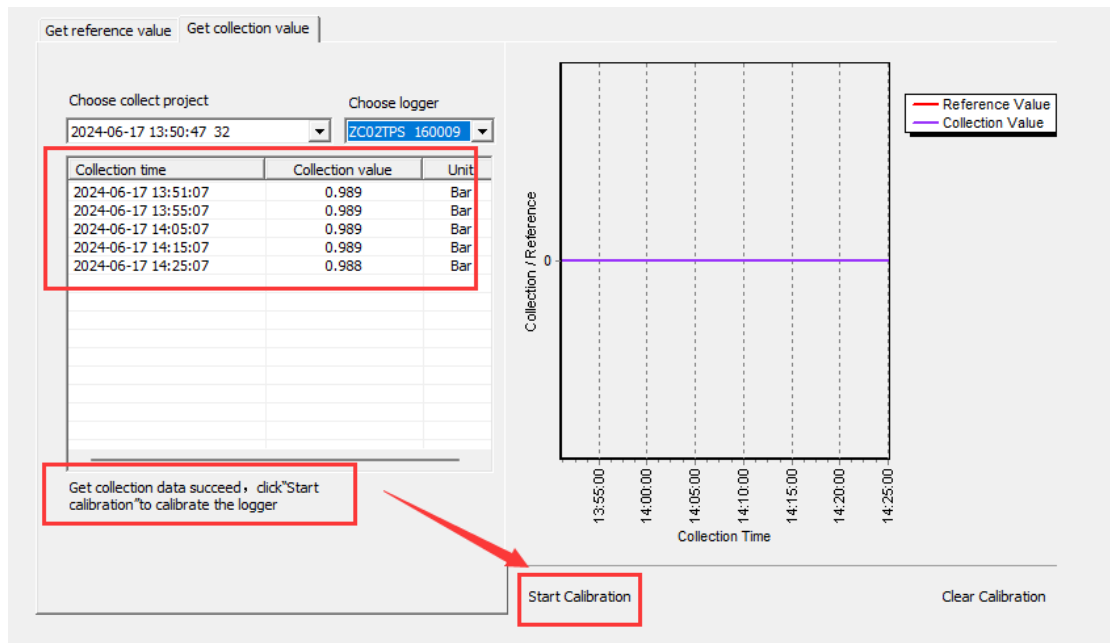 Get reference value Get collection value
Choose collect project Choose logger
2024-06-17 13:50:47 32 ZC02TPS 160009
Collection time Collection value Unit
2024-06-17 13:51:07 0.989 Bar
2024-06-17 13:55:07 0.989 Bar
2024-06-17 14:05:07 0.989 Bar
2024-06-17 14:15:07 0.989 Bar
2024-06-17 14:25:07 0.988 Bar
Get collection data succeed，click“Start
calibration”to calibrate the logger
Reference Value
Collection Value
Collection / Reference
0
13:55:00 14:00:00 14:05:00 14:10:00 14:15:00 14:20:00 14:25:00
Collection Time
Start Calibration Clear Calibration